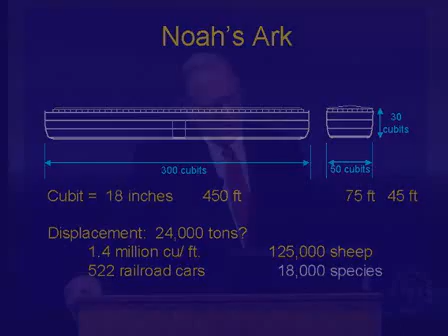 Noah's Ark
30
cubits
300 cubits
50 cubits
Cubit = 18 inches 450 ft 75 ft 45 ft
Displacement: 24,000 tons?
1.4 million cu/ ft. 125,000 sheep
522 railroad cars 18,000 species